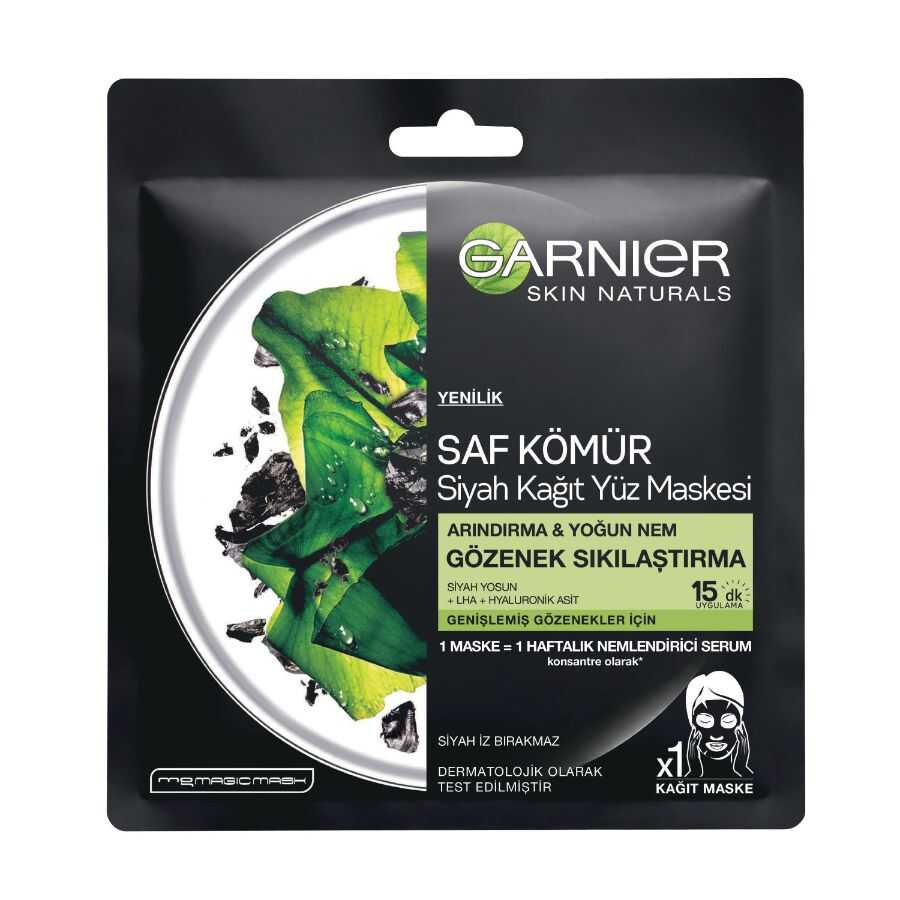 GARNIER
SKIN NATURALS
YENİLİK
SAF KÖMÜR
Siyah Kağıt Yüz Maskesi
ARINDIRMA & YOĞUN NEM
GÖZENEK SIKILAŞTIRMA
SİYAH YOSUN
+ LHA + HYALURONİK ASİT
15 dk
UYGULAMA
GENİŞLEMİŞ GÖZENEKLER İÇİN
1 MASKE = 1 HAFTALIK NEMLENDİRİCİ SERUM
konsantre olarak*
SİYAH İZ BIRAKMAZ
DERMATOLOJİK OLARAK
TEST EDİLMİŞTİR
x1
KAĞIT MASKE
MAGIC MASK